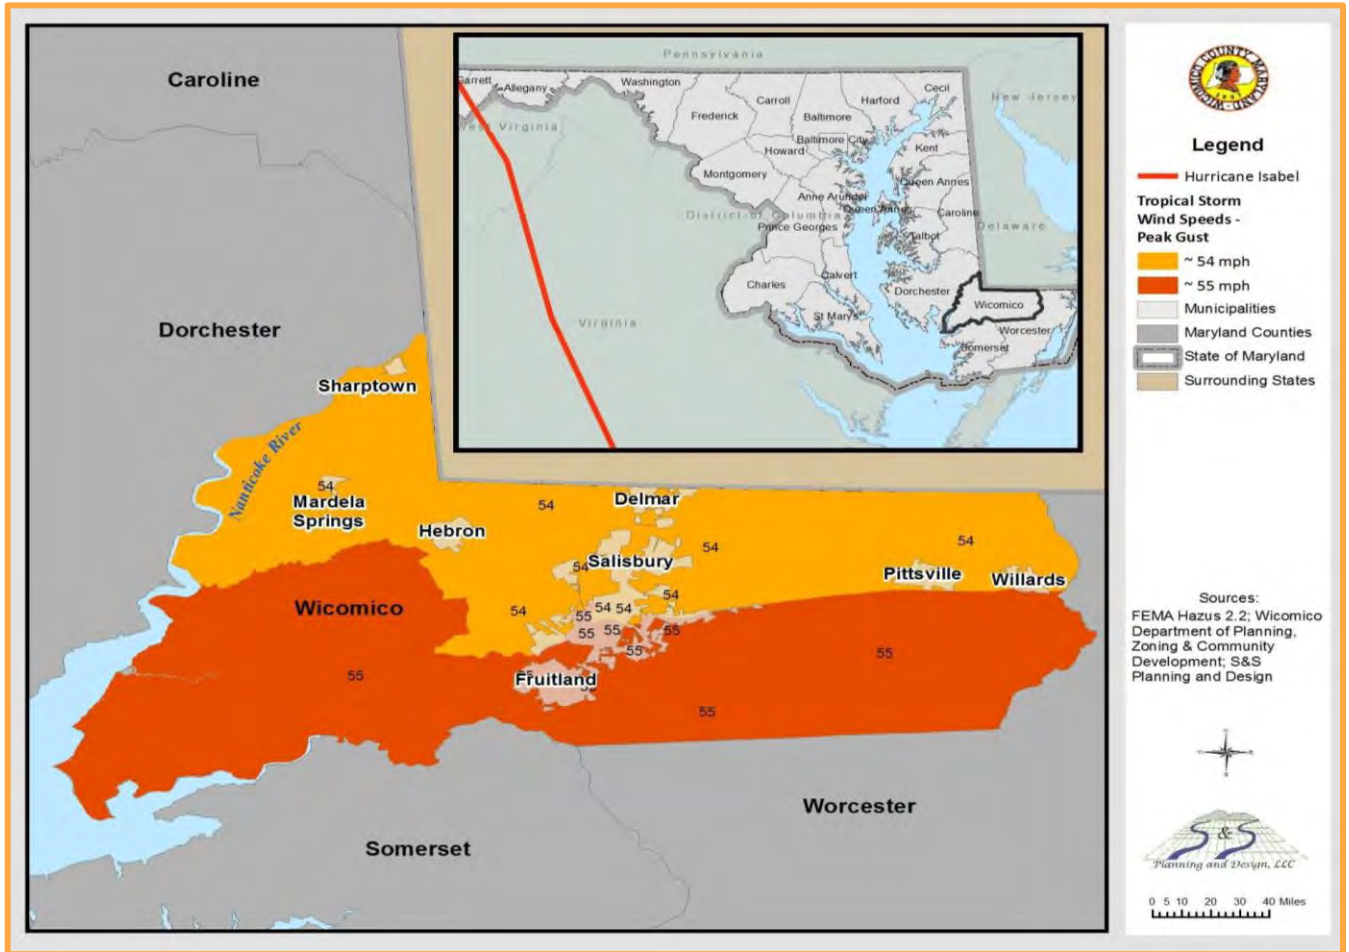 Caroline
Dorchester
Sharptown
Nanticoke River
54
Mardela
Springs
Hebron
54
Delmar
54
54
Salisbury
54
Pittsville
Willards
Wicomico
54
54
54
54
55
55
55
55
55
55
Fruitland
55
55
55
Worcester
Somerset
Pennsylvania
Garrett
Allegany
Washington
Cecil
Carroll
Harford
New Jersey
Frederick
Baltimore
West Virginia
Baltimore City
Howard
Kent
Montgomery
Queen Annes
Anne Arundel
Queen Annes
District of Columbia
Caroline
Prince Georges
Talbot
Delaware
Calvert
Charles
Dorchester
Wicomico
St Mary's
Virginia
Worcester
Somerset
WICOMICO COUNTY, MARYLAND
1867
Legend
Hurricane Isabel
Tropical Storm
Wind Speeds -
Peak Gust
~ 54 mph
~ 55 mph
Municipalities
Maryland Counties
State of Maryland
Surrounding States
Sources:
FEMA Hazus 2.2; Wicomico
Department of Planning,
Zoning & Community
Development; S&S
Planning and Design
S&S
Planning and Design, LLC
0 5 10 20 30 40 Miles